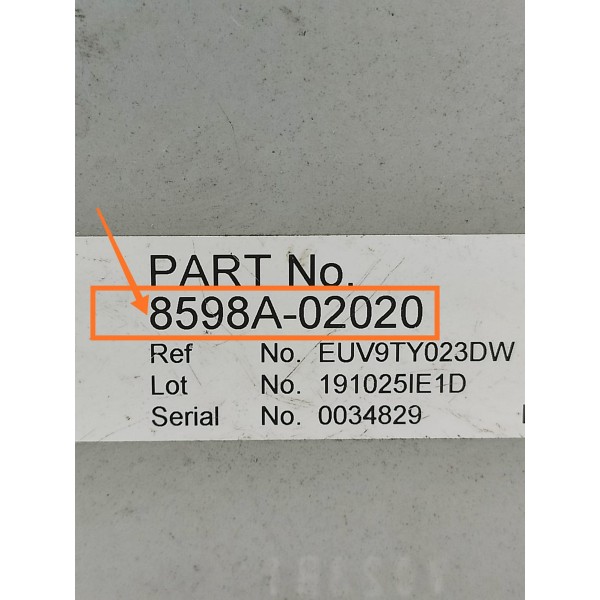 PART No.
8598A-02020
Ref No. EUV9TY023DW
Lot No. 191025IE1D
Serial No. 0034829